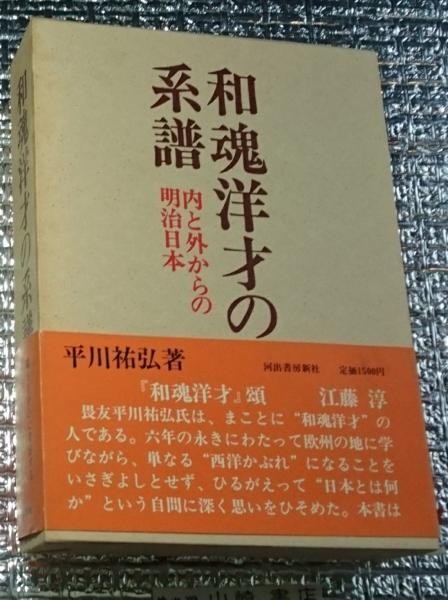 和魂洋才の
系譜
内と外からの
明治日本
平川祐弘著
河出書房新社 定価1500円
『和魂洋才』頌 江藤 淳
畏友平川祐弘氏は、まことに“和魂洋才”の
人である。六年の永きにわたって欧州の地に学
びながら、単なる“西洋かぶれ”になることを
いさぎよしとせず、ひるがえって“日本とは何
か”という自問に深く思いをひそめた。本書は
和魂洋才の系譜
山崎書店